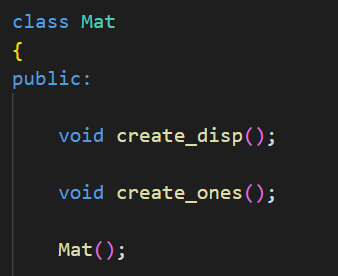 class Mat
{
public:
void create_disp();
void create_ones();
Mat();